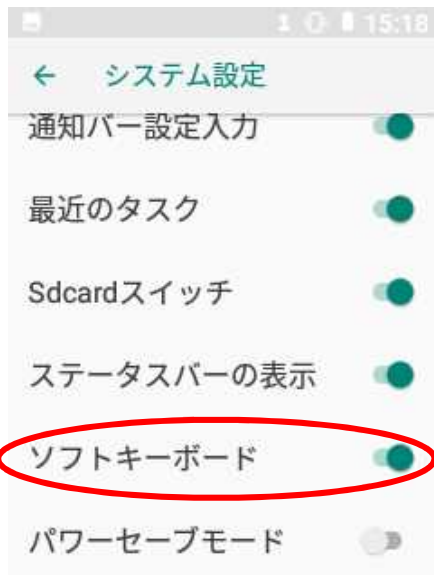 1 15:18
← システム設定
通知バー設定入力
最近のタスク
Sdcardスイッチ
ステータスバーの表示
ソフトキーボード
パワーセーブモード